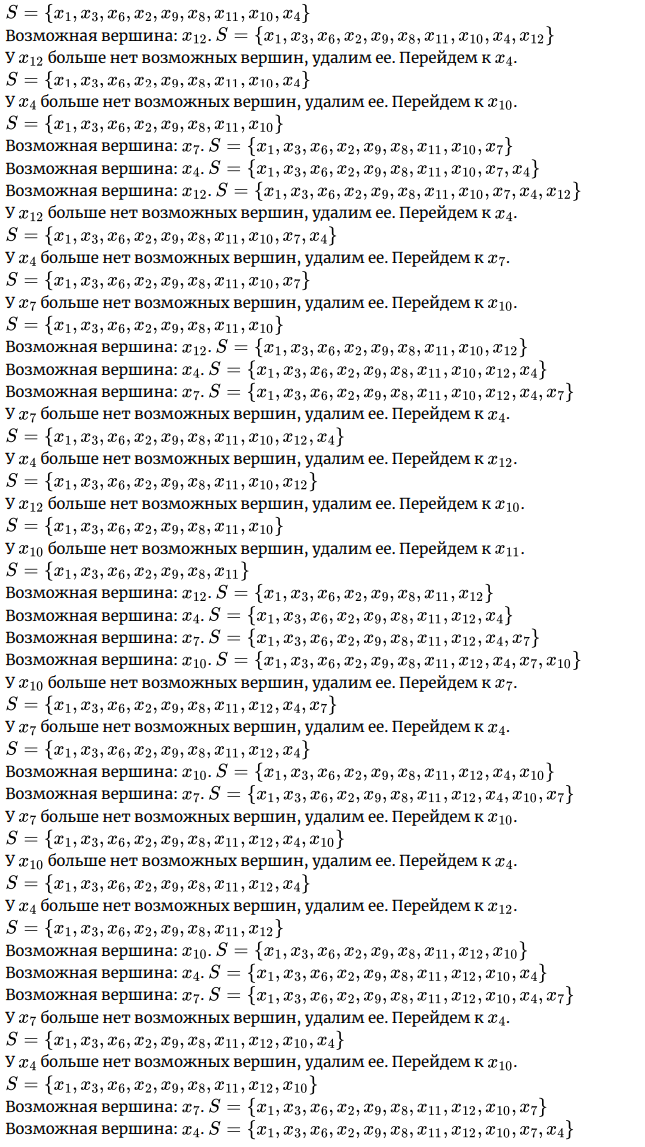 S = {x₁, x₃, x₆, x₂, x₉, x₈, x₁₁, x₁₀, x₄}
Возможная вершина: x₁₂. S = {x₁, x₃, x₆, x₂, x₉, x₈, x₁₁, x₁₀, x₄, x₁₂}
У x₁₂ больше нет возможных вершин, удалим ее. Перейдем к x₄.
S = {x₁, x₃, x₆, x₂, x₉, x₈, x₁₁, x₁₀, x₄}
У x₄ больше нет возможных вершин, удалим ее. Перейдем к x₁₀.
S = {x₁, x₃, x₆, x₂, x₉, x₈, x₁₁, x₁₀}
Возможная вершина: x₇. S = {x₁, x₃, x₆, x₂, x₉, x₈, x₁₁, x₁₀, x₇}
Возможная вершина: x₄. S = {x₁, x₃, x₆, x₂, x₉, x₈, x₁₁, x₁₀, x₇, x₄}
Возможная вершина: x₁₂. S = {x₁, x₃, x₆, x₂, x₉, x₈, x₁₁, x₁₀, x₇, x₄, x₁₂}
У x₁₂ больше нет возможных вершин, удалим ее. Перейдем к x₄.
S = {x₁, x₃, x₆, x₂, x₉, x₈, x₁₁, x₁₀, x₇, x₄}
У x₄ больше нет возможных вершин, удалим ее. Перейдем к x₇.
S = {x₁, x₃, x₆, x₂, x₉, x₈, x₁₁, x₁₀, x₇}
У x₇ больше нет возможных вершин, удалим ее. Перейдем к x₁₀.
S = {x₁, x₃, x₆, x₂, x₉, x₈, x₁₁, x₁₀}
Возможная вершина: x₁₂. S = {x₁, x₃, x₆, x₂, x₉, x₈, x₁₁, x₁₀, x₁₂}
Возможная вершина: x₄. S = {x₁, x₃, x₆, x₂, x₉, x₈, x₁₁, x₁₀, x₁₂, x₄}
Возможная вершина: x₇. S = {x₁, x₃, x₆, x₂, x₉, x₈, x₁₁, x₁₀, x₁₂, x₄, x₇}
У x₇ больше нет возможных вершин, удалим ее. Перейдем к x₄.
S = {x₁, x₃, x₆, x₂, x₉, x₈, x₁₁, x₁₀, x₁₂, x₄}
У x₄ больше нет возможных вершин, удалим ее. Перейдем к x₁₂.
S = {x₁, x₃, x₆, x₂, x₉, x₈, x₁₁, x₁₀, x₁₂}
У x₁₂ больше нет возможных вершин, удалим ее. Перейдем к x₁₀.
S = {x₁, x₃, x₆, x₂, x₉, x₈, x₁₁, x₁₀}
У x₁₀ больше нет возможных вершин, удалим ее. Перейдем к x₁₁.
S = {x₁, x₃, x₆, x₂, x₉, x₈, x₁₁}
Возможная вершина: x₁₂. S = {x₁, x₃, x₆, x₂, x₉, x₈, x₁₁, x₁₂}
Возможная вершина: x₄. S = {x₁, x₃, x₆, x₂, x₉, x₈, x₁₁, x₁₂, x₄}
Возможная вершина: x₇. S = {x₁, x₃, x₆, x₂, x₉, x₈, x₁₁, x₁₂, x₄, x₇}
Возможная вершина: x₁₀. S = {x₁, x₃, x₆, x₂, x₉, x₈, x₁₁, x₁₂, x₄, x₇, x₁₀}
У x₁₀ больше нет возможных вершин, удалим ее. Перейдем к x₇.
S = {x₁, x₃, x₆, x₂, x₉, x₈, x₁₁, x₁₂, x₄, x₇}
У x₇ больше нет возможных вершин, удалим ее. Перейдем к x₄.
S = {x₁, x₃, x₆, x₂, x₉, x₈, x₁₁, x₁₂, x₄}
Возможная вершина: x₁₀. S = {x₁, x₃, x₆, x₂, x₉, x₈, x₁₁, x₁₂, x₄, x₁₀}
Возможная вершина: x₇. S = {x₁, x₃, x₆, x₂, x₉, x₈, x₁₁, x₁₂, x₄, x₁₀, x₇}
У x₇ больше нет возможных вершин, удалим ее. Перейдем к x₁₀.
S = {x₁, x₃, x₆, x₂, x₉, x₈, x₁₁, x₁₂, x₄, x₁₀}
У x₁₀ больше нет возможных вершин, удалим ее. Перейдем к x₄.
S = {x₁, x₃, x₆, x₂, x₉, x₈, x₁₁, x₁₂, x₄}
У x₄ больше нет возможных вершин, удалим ее. Перейдем к x₁₂.
S = {x₁, x₃, x₆, x₂, x₉, x₈, x₁₁, x₁₂}
Возможная вершина: x₁₀. S = {x₁, x₃, x₆, x₂, x₉, x₈, x₁₁, x₁₂, x₁₀}
Возможная вершина: x₄. S = {x₁, x₃, x₆, x₂, x₉, x₈, x₁₁, x₁₂, x₁₀, x₄}
Возможная вершина: x₇. S = {x₁, x₃, x₆, x₂, x₉, x₈, x₁₁, x₁₂, x₁₀, x₄, x₇}
У x₇ больше нет возможных вершин, удалим ее. Перейдем к x₄.
S = {x₁, x₃, x₆, x₂, x₉, x₈, x₁₁, x₁₂, x₁₀, x₄}
У x₄ больше нет возможных вершин, удалим ее. Перейдем к x₁₀.
S = {x₁, x₃, x₆, x₂, x₉, x₈, x₁₁, x₁₂, x₁₀}
Возможная вершина: x₇. S = {x₁, x₃, x₆, x₂, x₉, x₈, x₁₁, x₁₂, x₁₀, x₇}
Возможная вершина: x₄. S = {x₁, x₃, x₆, x₂, x₉, x₈, x₁₁, x₁₂, x₁₀, x₇, x₄}